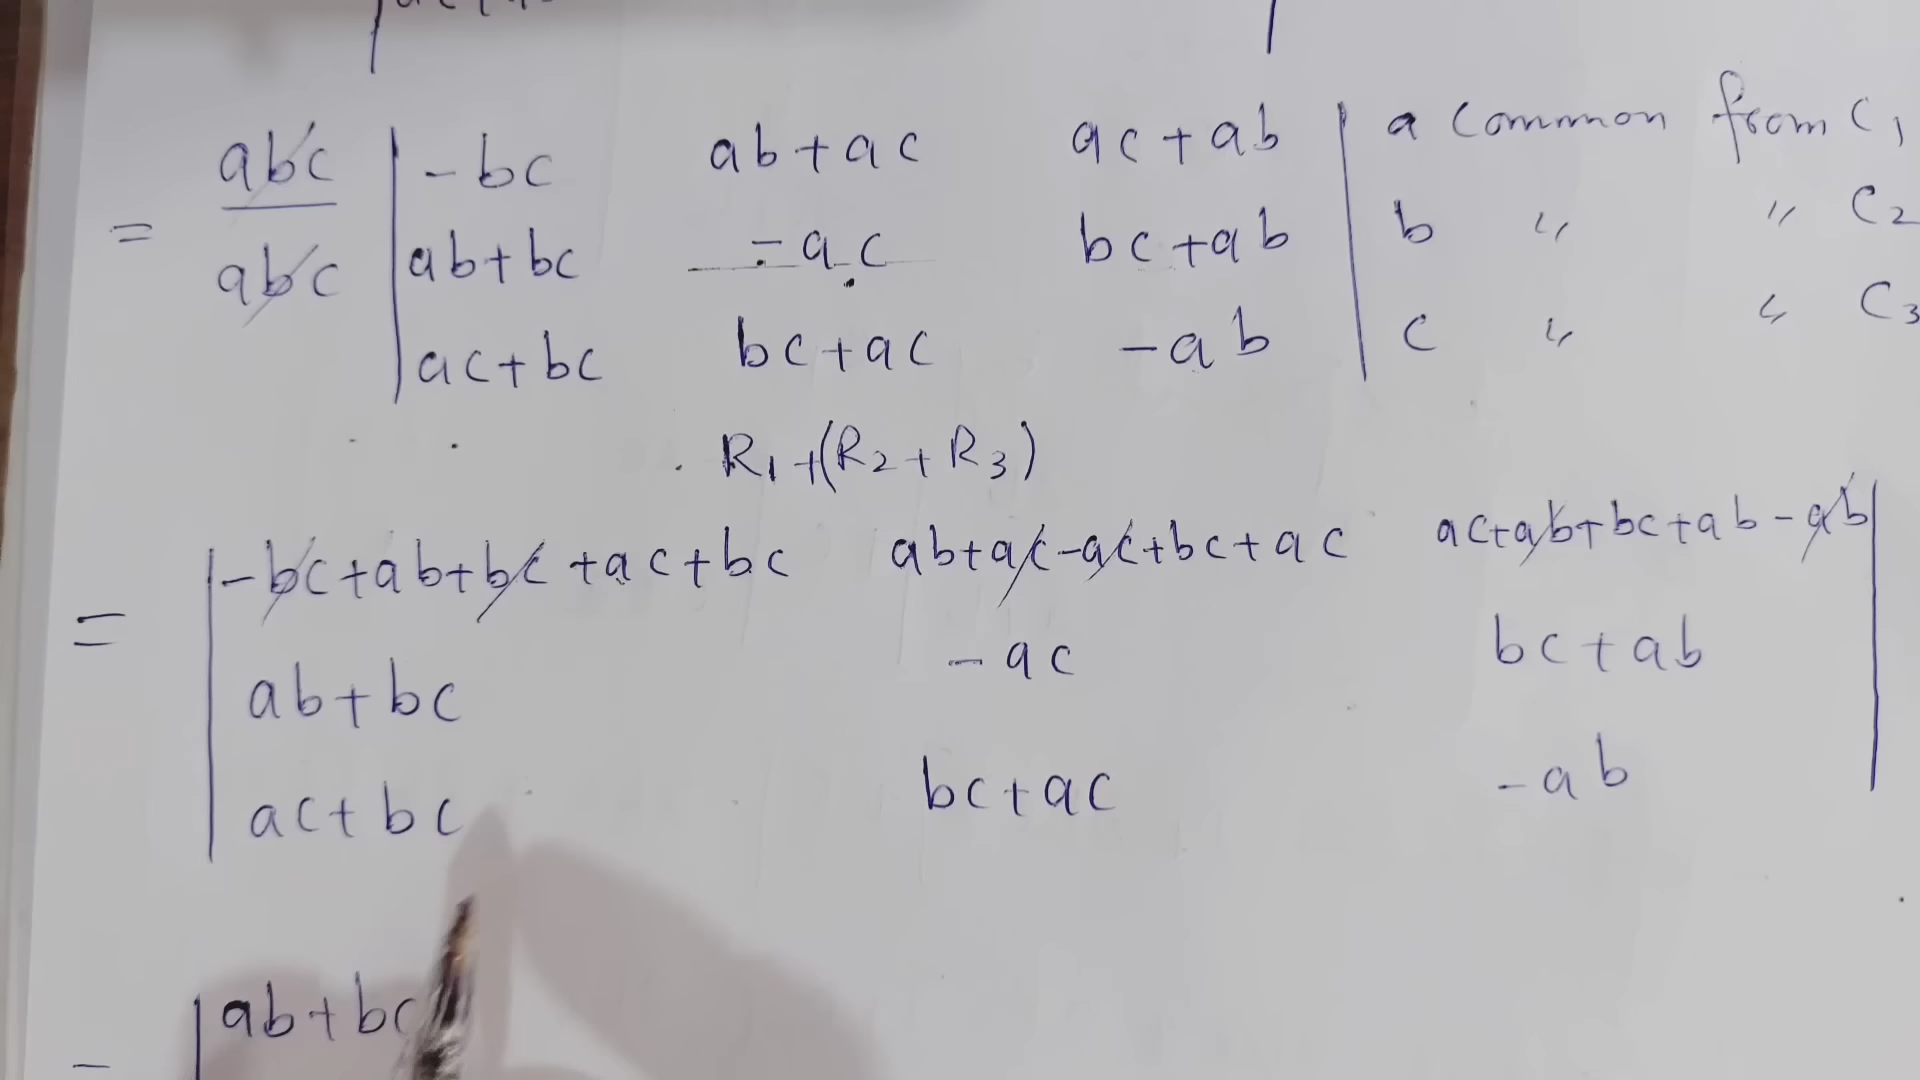 = abc/abc | -bc ab+ac ac+ab | a common from C1
| ab+bc -ac bc+ab | b " " C2
| ac+bc bc+ac -ab | c " " C3
R1+(R2+R3)
= | -bc+ab+bc+ac+bc ab+ac-ac+bc+ac ac+ab+bc+ab-ab |
ab+bc -ac bc+ab
ac+bc bc+ac -ab
= | ab+bc